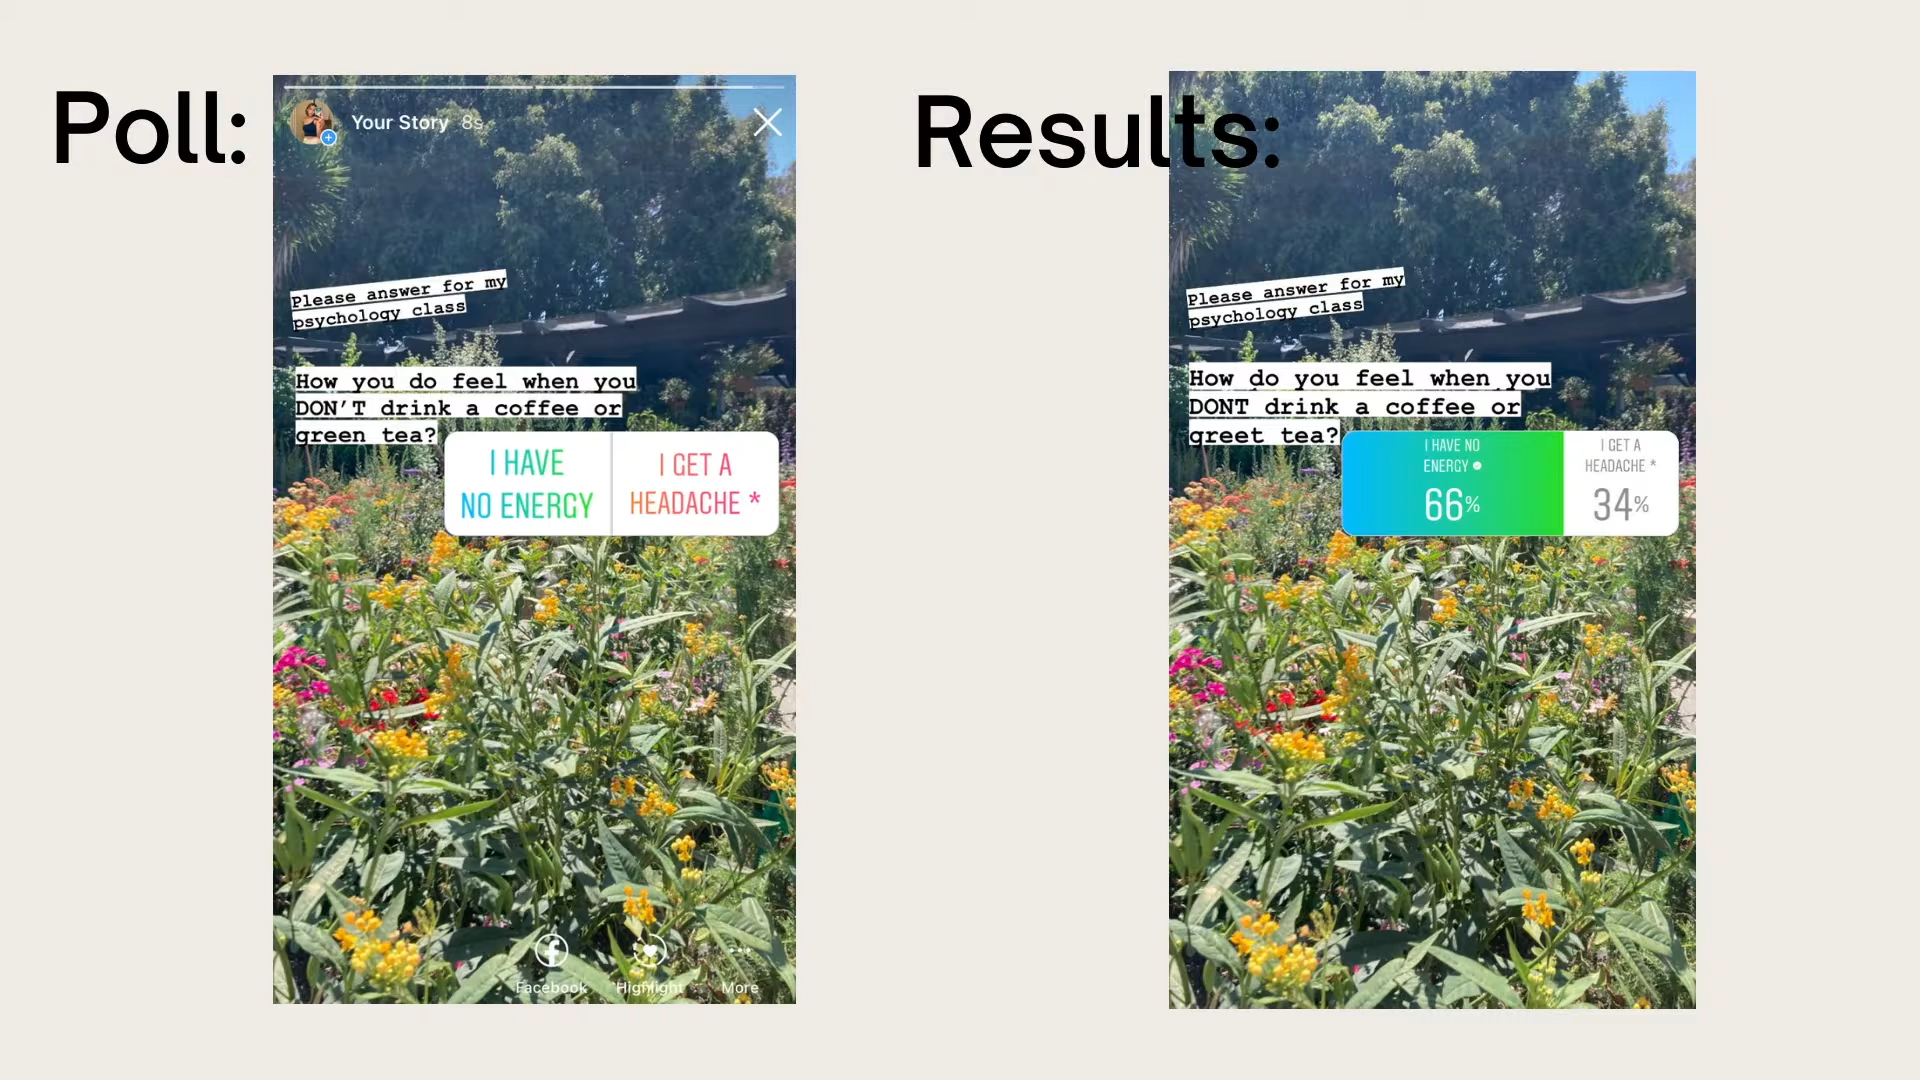 Poll:
Your Story 8s
Please answer for my
psychology class
How you do feel when you
DON'T drink a coffee or
green tea?
I HAVE
NO ENERGY
I GET A
HEADACHE *
Facebook
Highlight
More
Results:
Please answer for my
psychology class
How do you feel when you
DONT drink a coffee or
greet tea?
I HAVE NO
ENERGY
66%
I GET A
HEADACHE *
34%